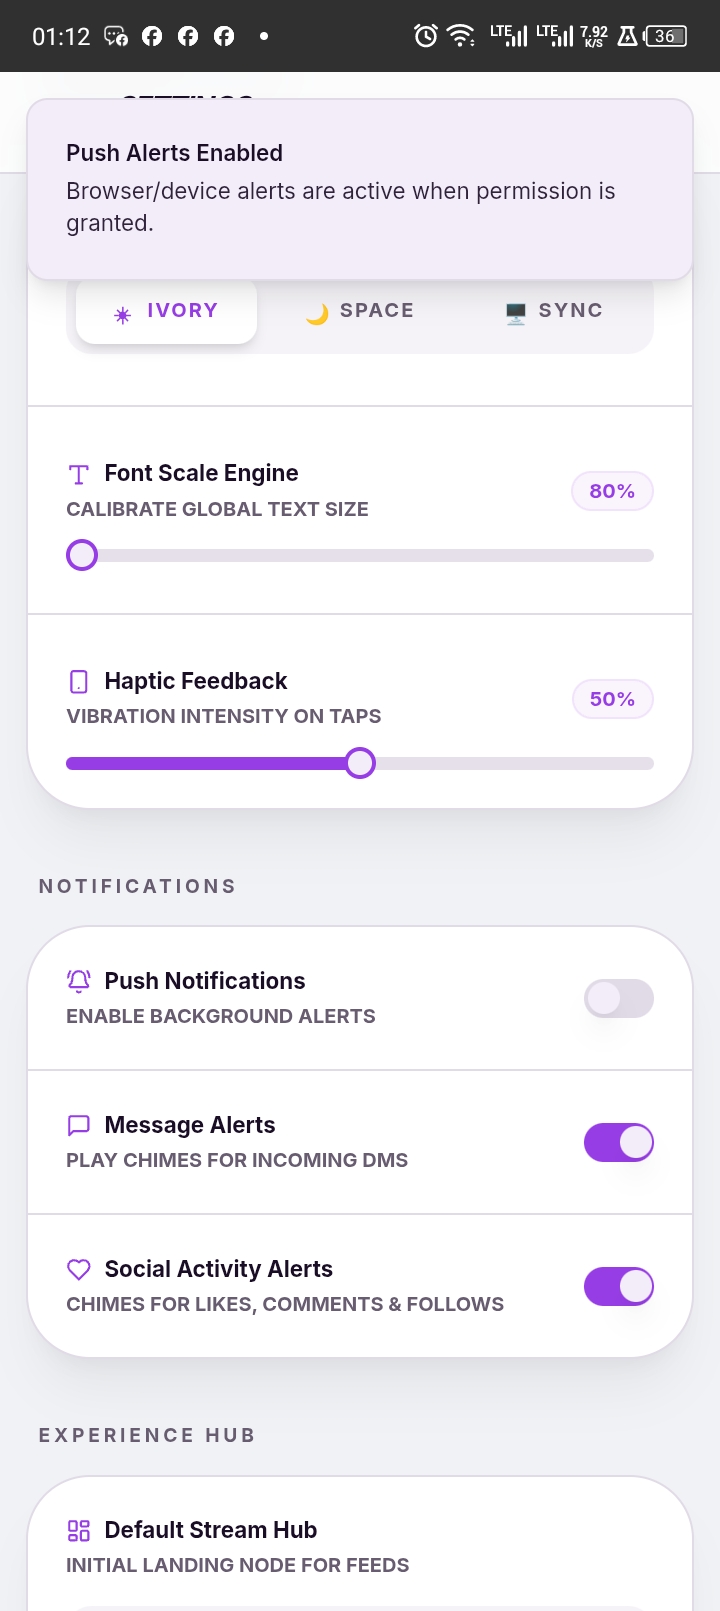 01:12
LTE LTE 7.92 K/S 36
SETTINGS
Push Alerts Enabled
Browser/device alerts are active when permission is
granted.
IVORY SPACE SYNC
Font Scale Engine
80%
CALIBRATE GLOBAL TEXT SIZE
Haptic Feedback
50%
VIBRATION INTENSITY ON TAPS
NOTIFICATIONS
Push Notifications
ENABLE BACKGROUND ALERTS
Message Alerts
PLAY CHIMES FOR INCOMING DMS
Social Activity Alerts
CHIMES FOR LIKES, COMMENTS & FOLLOWS
EXPERIENCE HUB
Default Stream Hub
INITIAL LANDING NODE FOR FEEDS